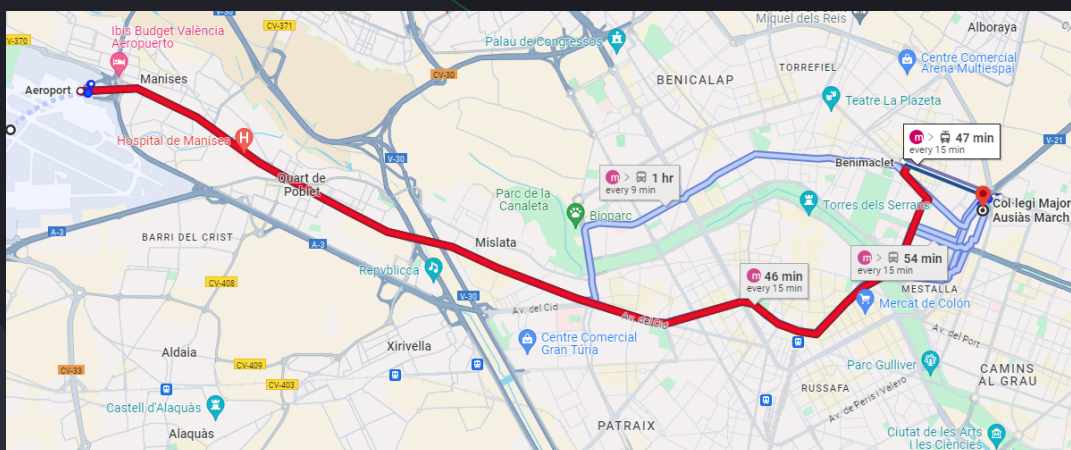 CV-371
Miquel dels Reis
Alboraya
V-370
Ibis Budget València
Aeropuerto
Palau de Congressos
Centre Comercial
Arena Multiespai
TORREFIEL
CV-30
BENICALAP
Manises
Aeroport
Teatre La Plazeta
Hospital de Manises
47 min
every 15 min
V-21
V-30
Benimaclet
1 hr
every 9 min
Quart de
Poblet
Parc de la
Canaleta
Bioparc
Torres dels Serrans
Col·legi Major
Ausiàs March
A-3
BARRI DEL CRIST
A-3
Mislata
54 min
every 15 min
Repvblicca
46 min
every 15 min
CV-408
MESTALLA
V-30
Av. del Cid
Av. del Cid
Mercat de Colón
Av. del Port
Centre Comercial
Gran Túria
Xirivella
Aldaia
CV-409
Parc Gulliver
CAMINS
AL GRAU
CV-33
CV-403
RUSSAFA
Av. de Peris i Valero
Castell d'Alaquàs
PATRAIX
Alaquàs
Ciutat de les Arts
i les Ciències